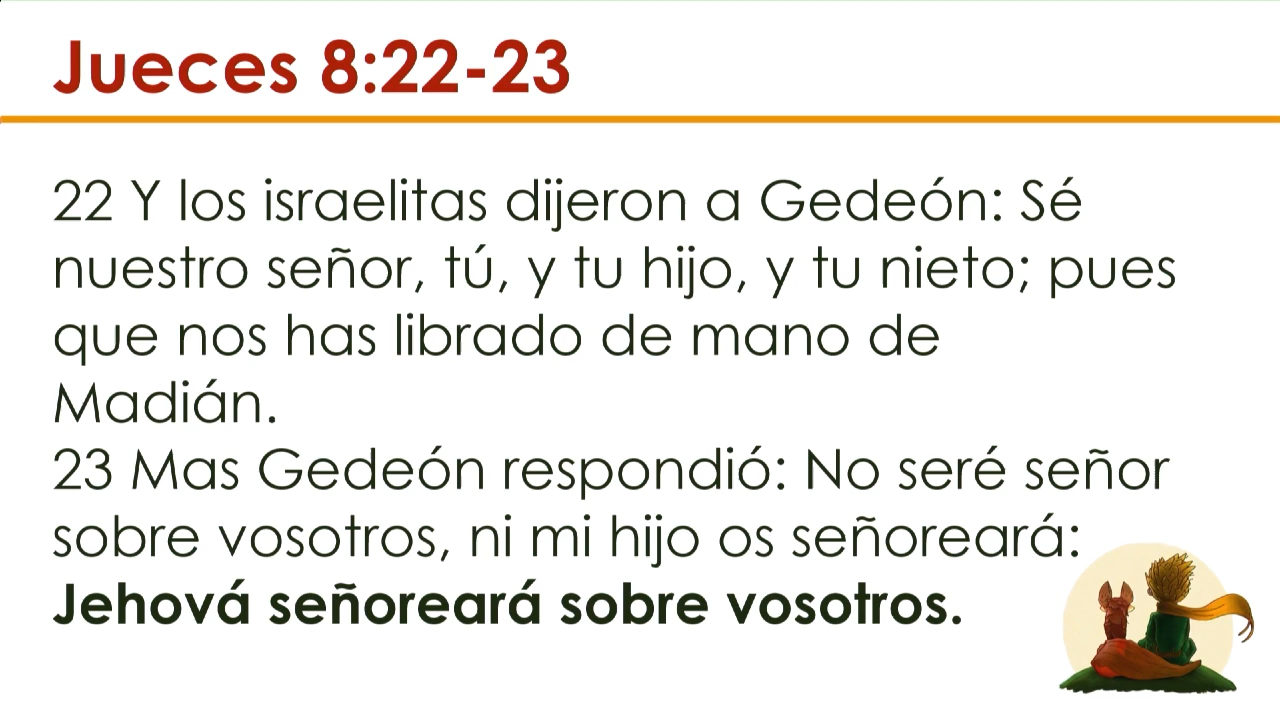 Jueces 8:22-23
22 Y los israelitas dijeron a Gedeón: Sé
nuestro señor, tú, y tu hijo, y tu nieto; pues
que nos has librado de mano de
Madián.
23 Mas Gedeón respondió: No seré señor
sobre vosotros, ni mi hijo os señoreará:
Jehová señoreará sobre vosotros.